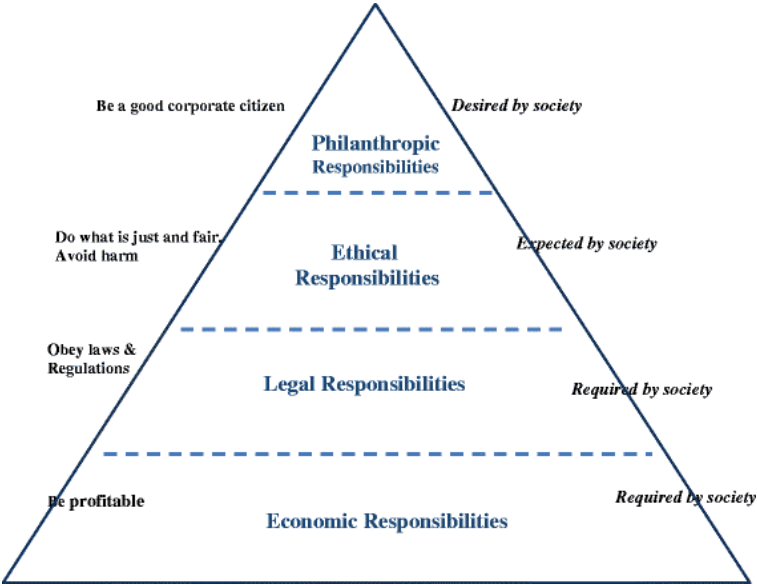 Be a good corporate citizen
Desired by society
Philanthropic
Responsibilities
Do what is just and fair,
Avoid harm
Expected by society
Ethical
Responsibilities
Obey laws &
Regulations
Legal Responsibilities
Required by society
Be profitable
Required by society
Economic Responsibilities